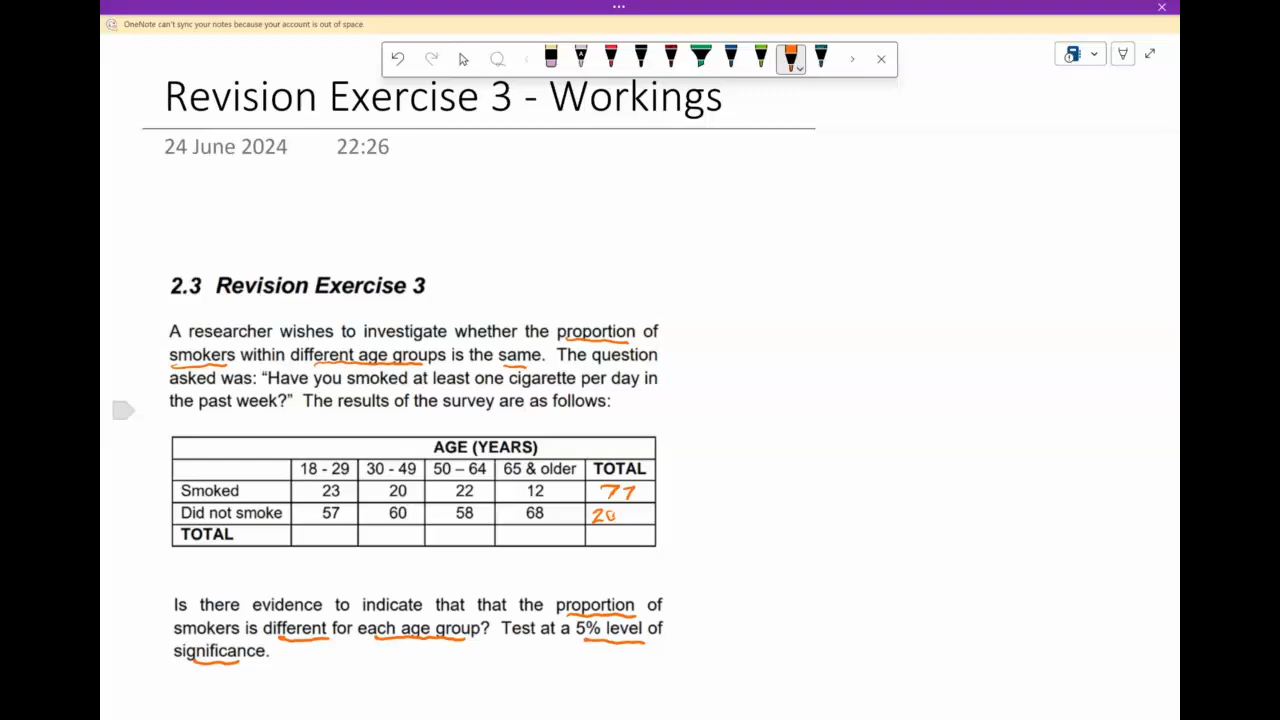 OneNote can't sync your notes because your account is out of space.
Revision Exercise 3 - Workings
24 June 2024 22:26
2.3 Revision Exercise 3
A researcher wishes to investigate whether the proportion of
smokers within different age groups is the same. The question
asked was: “Have you smoked at least one cigarette per day in
the past week?” The results of the survey are as follows:
AGE (YEARS)
18 - 29 30 - 49 50 – 64 65 & older TOTAL
Smoked 23 20 22 12 77
Did not smoke 57 60 58 68 20
TOTAL
Is there evidence to indicate that that the proportion of
smokers is different for each age group? Test at a 5% level of
significance.